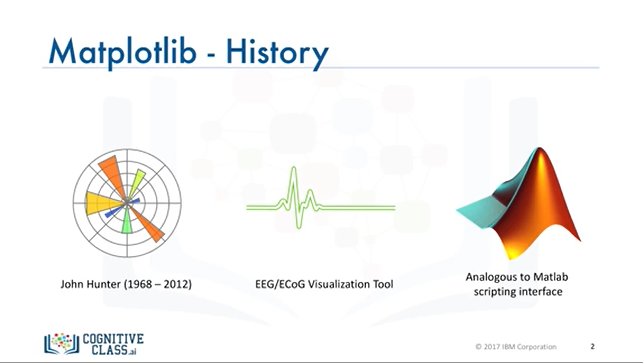 Matplotlib - History
John Hunter (1968 – 2012)
EEG/ECoG Visualization Tool
Analogous to Matlab
scripting interface
COGNITIVE
CLASS.ai
© 2017 IBM Corporation
2